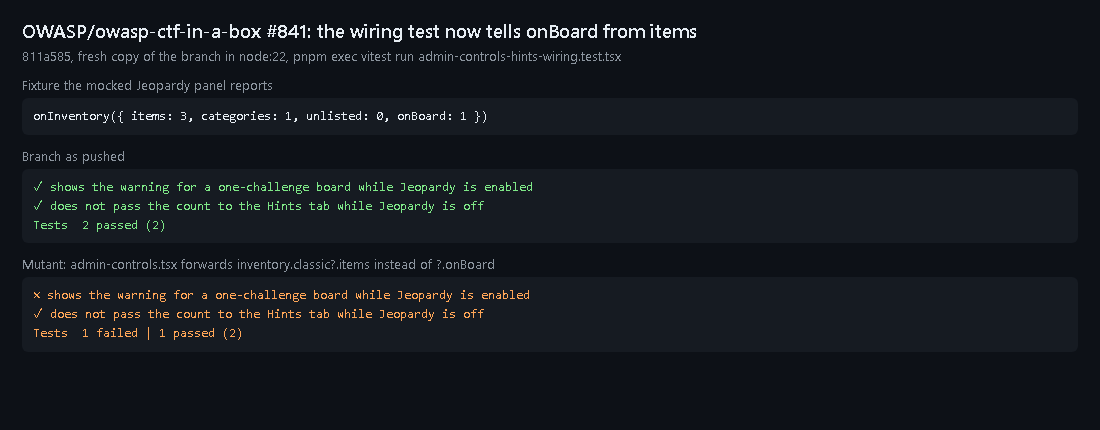 OWASP/owasp-ctf-in-a-box #841: the wiring test now tells onBoard from items
811a585, fresh copy of the branch in node:22, pnpm exec vitest run admin-controls-hints-wiring.test.tsx
Fixture the mocked Jeopardy panel reports
onInventory({ items: 3, categories: 1, unlisted: 0, onBoard: 1 })
Branch as pushed
✓ shows the warning for a one-challenge board while Jeopardy is enabled
✓ does not pass the count to the Hints tab while Jeopardy is off
Tests  2 passed (2)
Mutant: admin-controls.tsx forwards inventory.classic?.items instead of ?.onBoard
× shows the warning for a one-challenge board while Jeopardy is enabled
✓ does not pass the count to the Hints tab while Jeopardy is off
Tests  1 failed | 1 passed (2)